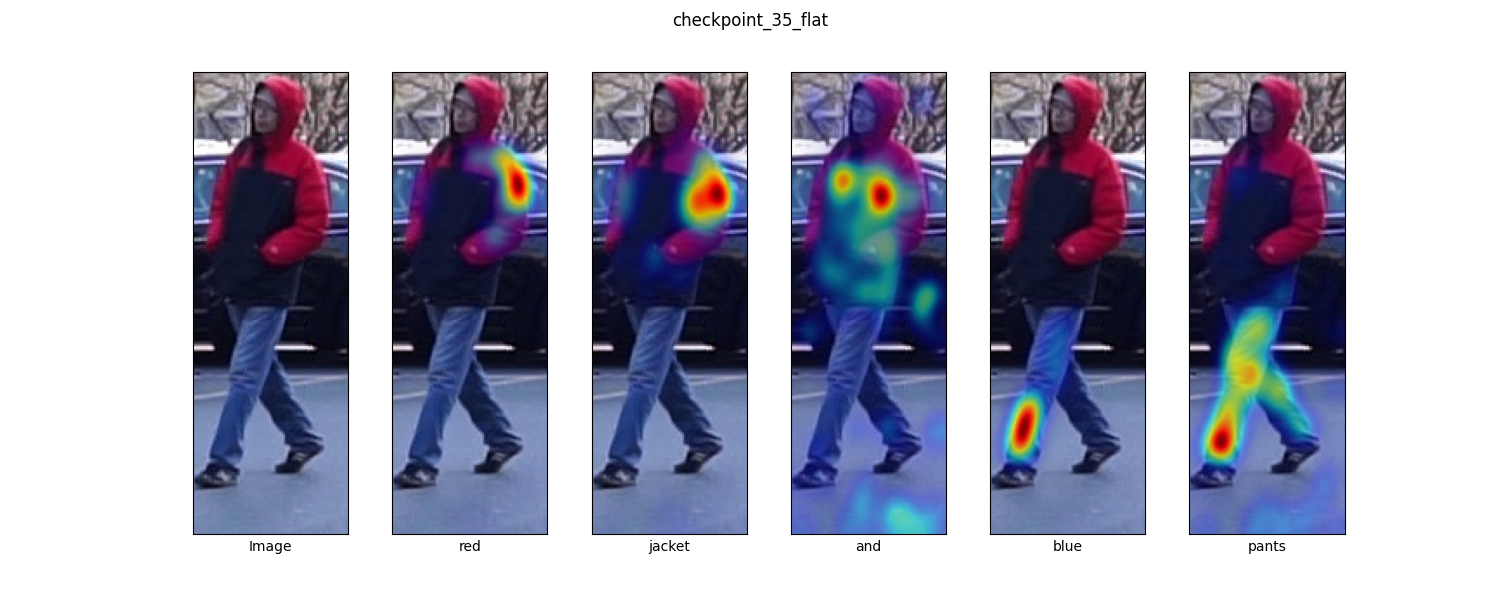 checkpoint_35_flat
Image
red
jacket
and
blue
pants